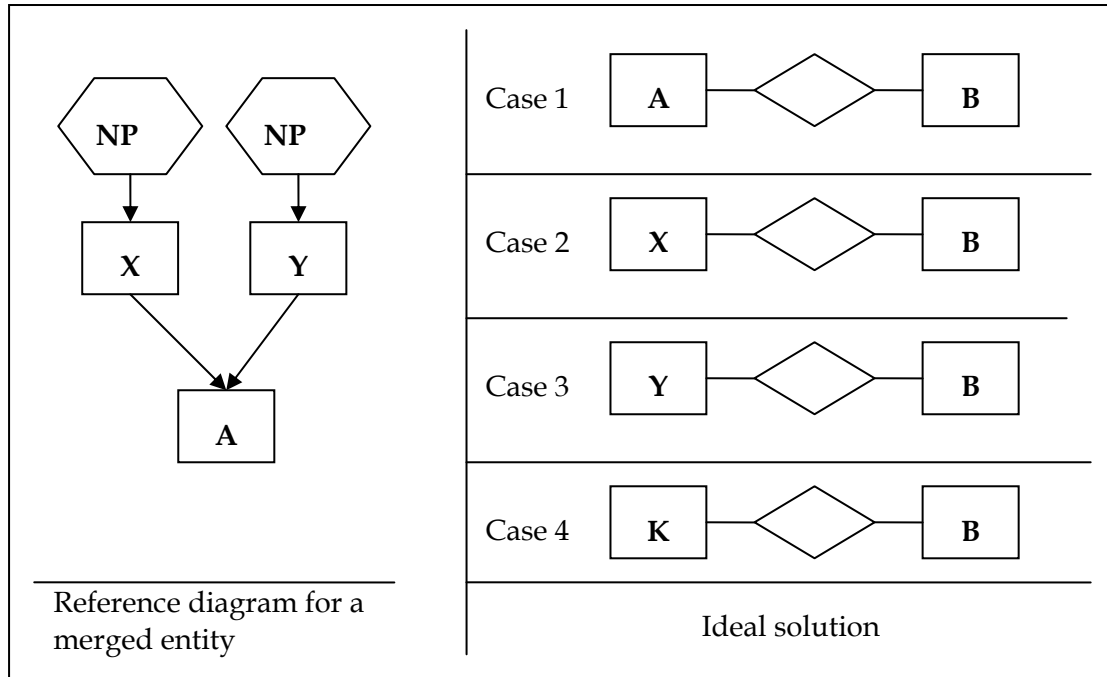 NP NP
X Y
A
Reference diagram for a
merged entity
Case 1 A B
Case 2 X B
Case 3 Y B
Case 4 K B
Ideal solution